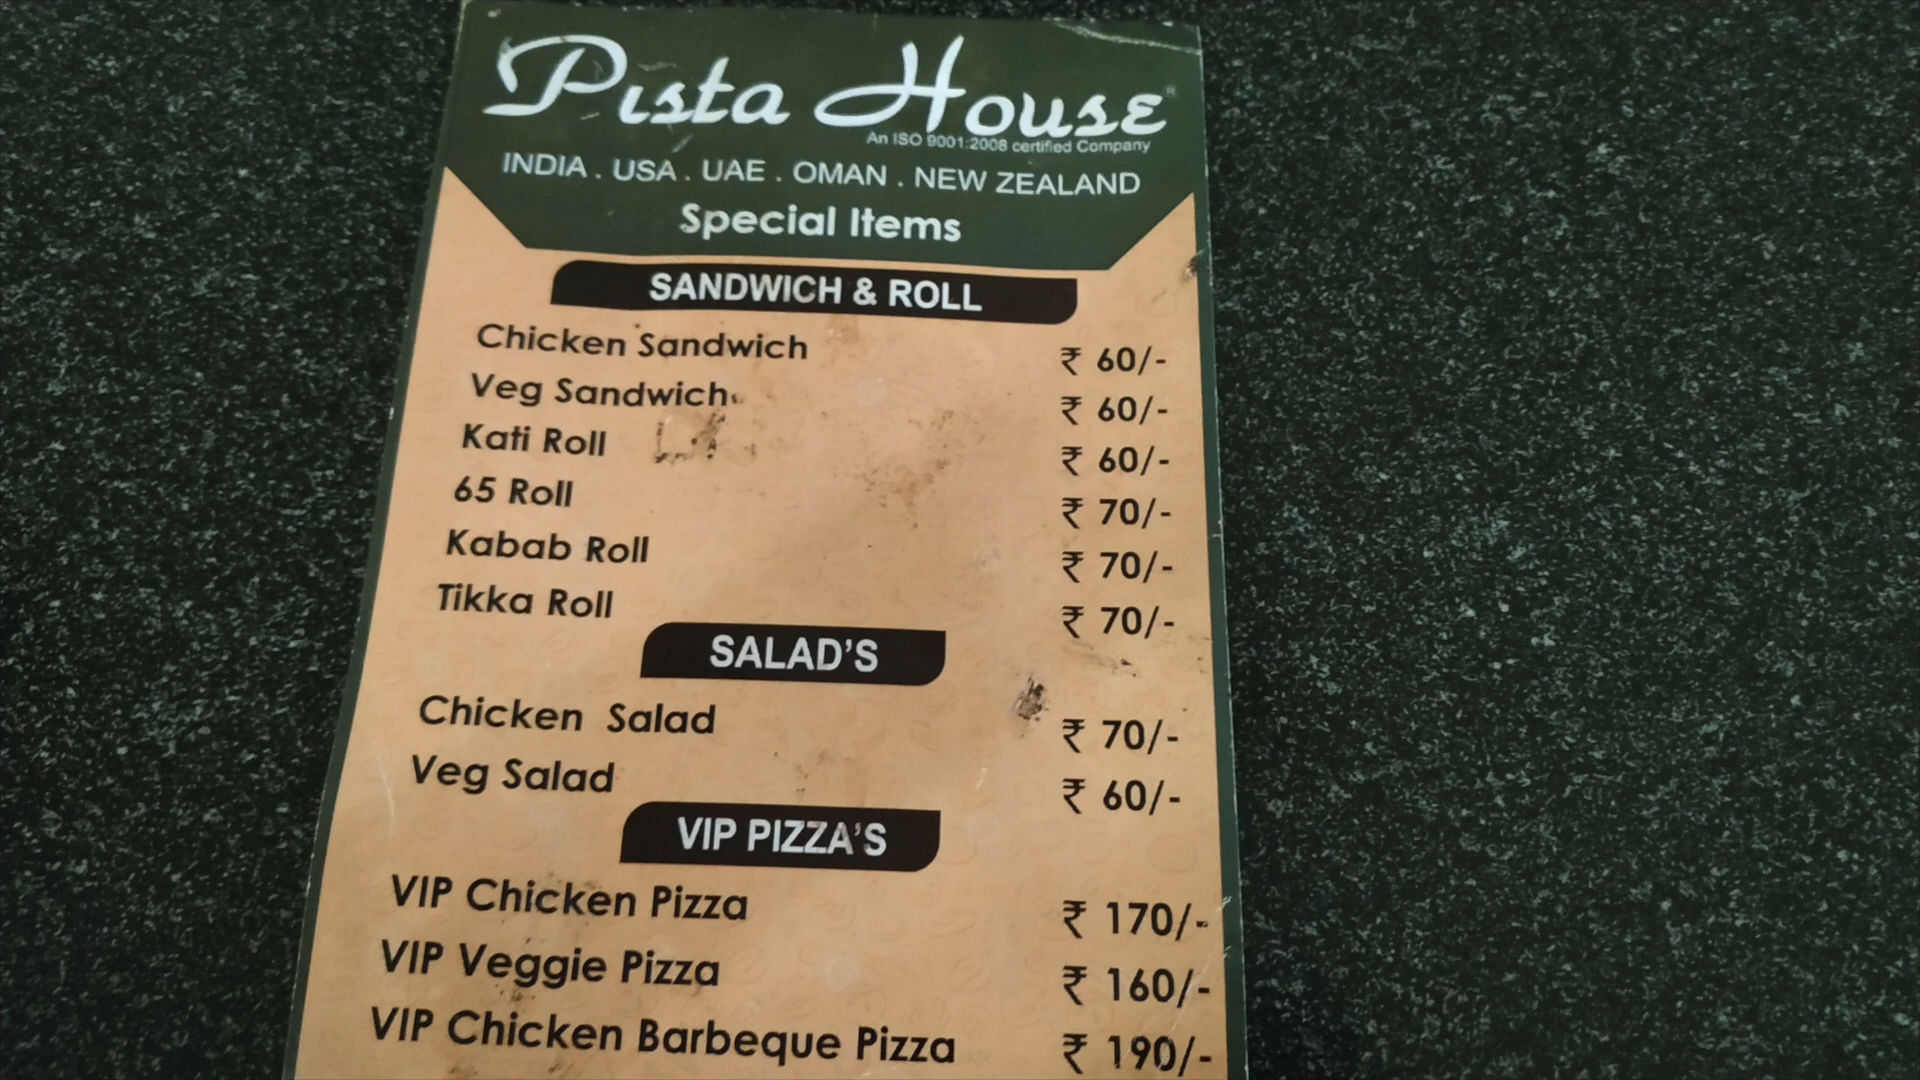 Pista House
An ISO 9001:2008 certified Company
INDIA . USA . UAE . OMAN . NEW ZEALAND
Special Items
SANDWICH & ROLL
Chicken Sandwich ₹ 60/-
Veg Sandwich ₹ 60/-
Kati Roll ₹ 60/-
65 Roll ₹ 70/-
Kabab Roll ₹ 70/-
Tikka Roll ₹ 70/-
SALAD'S
Chicken Salad ₹ 70/-
Veg Salad ₹ 60/-
VIP PIZZA'S
VIP Chicken Pizza ₹ 170/-
VIP Veggie Pizza ₹ 160/-
VIP Chicken Barbeque Pizza ₹ 190/-